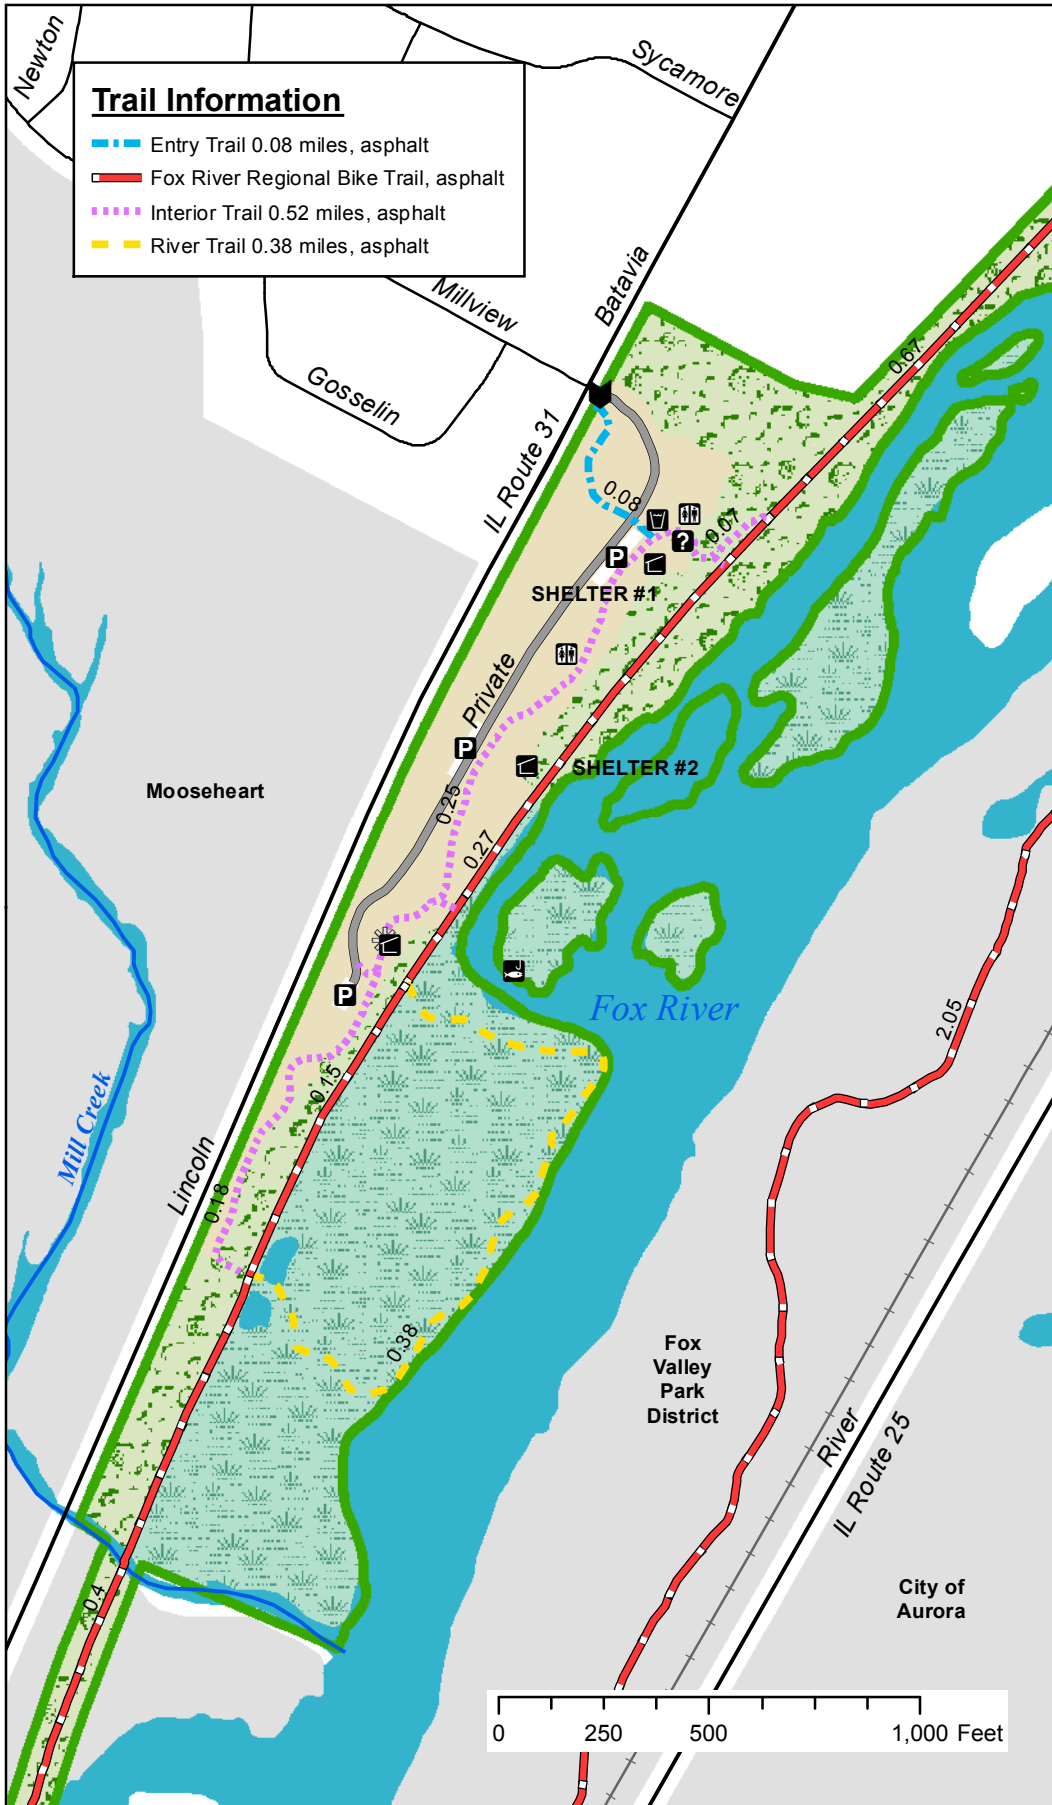 Newton
Sycamore
Trail Information
Entry Trail 0.08 miles, asphalt
Fox River Regional Bike Trail, asphalt
Interior Trail 0.52 miles, asphalt
River Trail 0.38 miles, asphalt
Batavia
Millview
Gosselin
0.67
IL Route 31
0.08
0.07
?
P
SHELTER #1
Private
P
SHELTER #2
Mooseheart
0.25
0.27
P
Fox River
2.05
0.15
Mill Creek
Lincoln
0.18
0.38
Fox
Valley
Park
District
River
IL Route 25
0.4
City of
Aurora
0 250 500 1,000 Feet